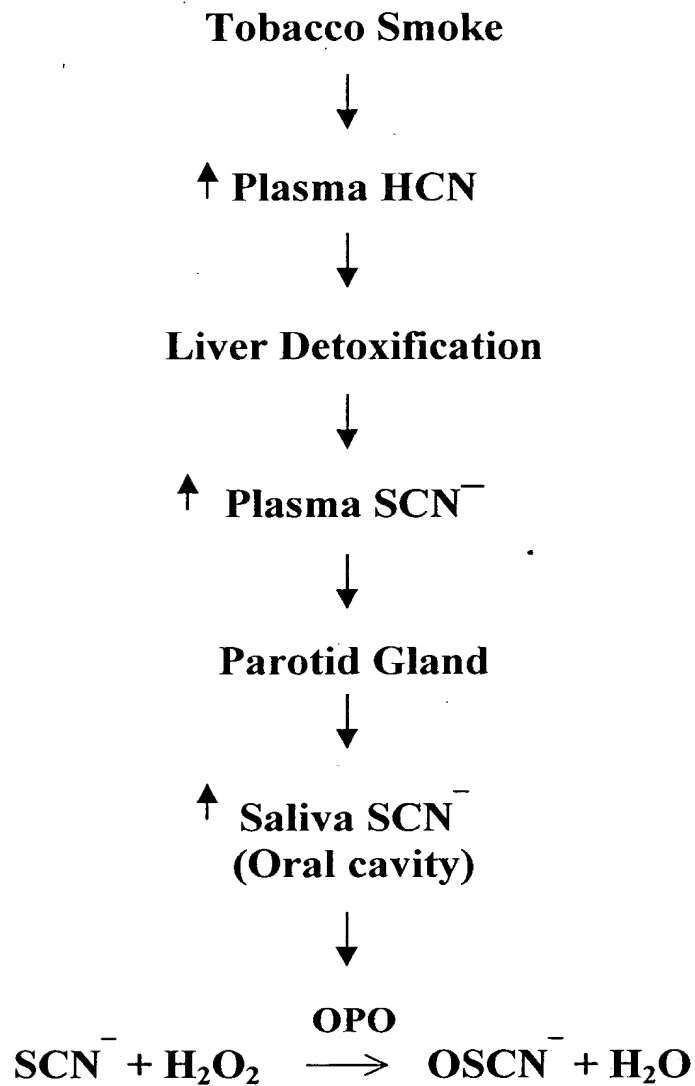 Tobacco Smoke
↓
↑ Plasma HCN
↓
Liver Detoxification
↓
↑ Plasma SCN⁻
↓
Parotid Gland
↓
↑ Saliva SCN⁻
(Oral cavity)
↓
OPO
SCN⁻ + H₂O₂ → OSCN⁻ + H₂O